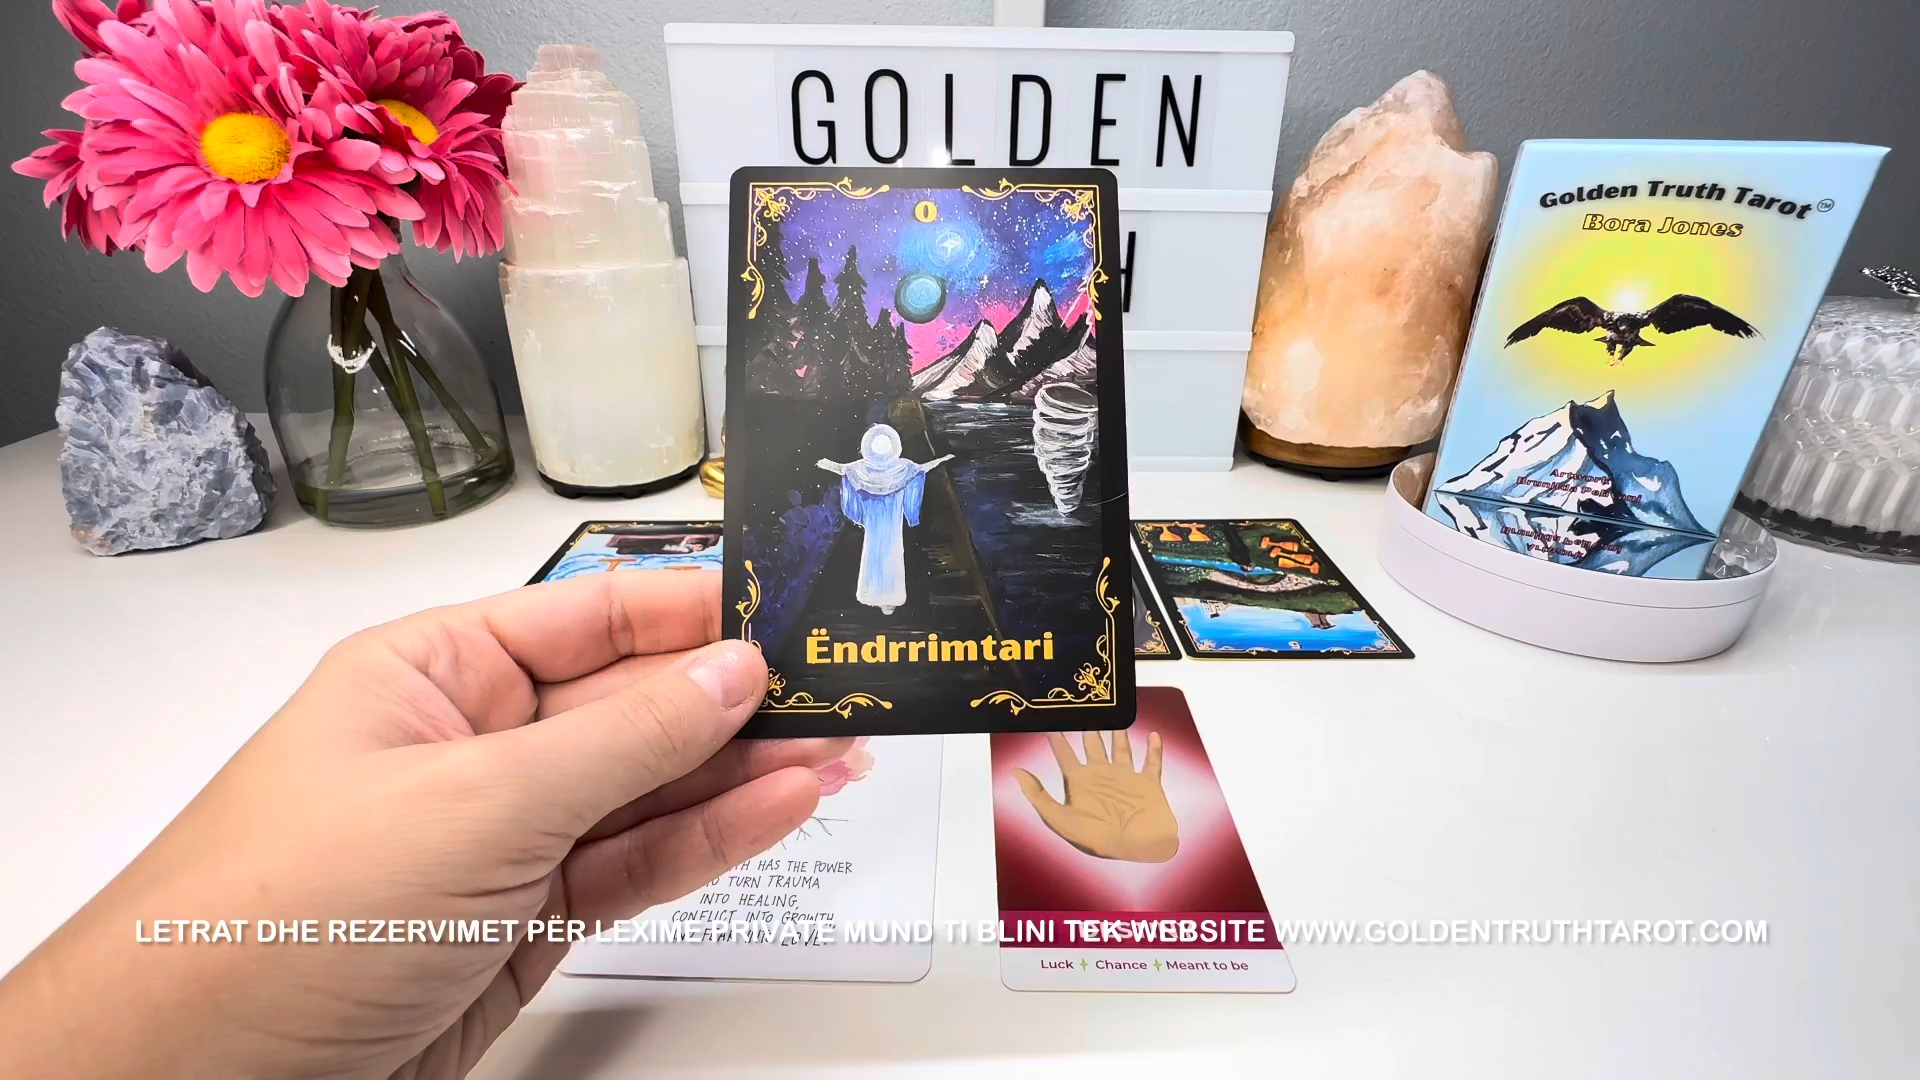 GOLDEN
H
Golden Truth Tarot™
Bora Jones
Artwork
0
Ëndrrimtari
HAS THE POWER
TO TURN TRAUMA
INTO HEALING,
CONFLICT INTO GROWTH,
LOVE.
LETRAT DHE REZERVIMET PËR LEXIME PRIVATE MUND TI BLINI TEK WEBSITE WWW.GOLDENTRUTHTAROT.COM
Luck Chance Meant to be